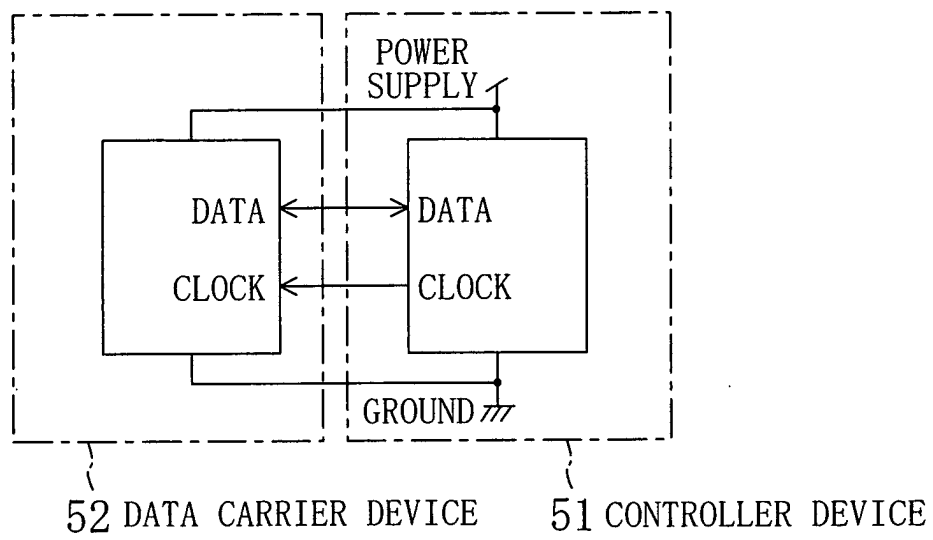 POWER
SUPPLY
DATA DATA
CLOCK CLOCK
GROUND
52 DATA CARRIER DEVICE 51 CONTROLLER DEVICE